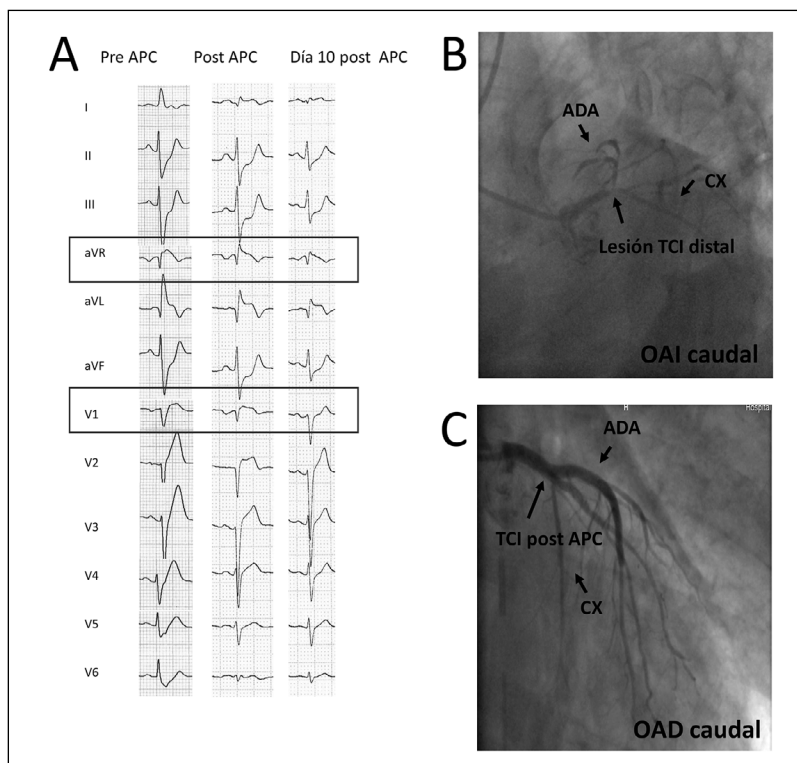 A
Pre APC Post APC Día 10 post APC
I
II
III
aVR
aVL
aVF
V1
V2
V3
V4
V5
V6
B
ADA
CX
Lesión TCI distal
OAI caudal
C
H
Hospital
ADA
TCI post APC
CX
OAD caudal